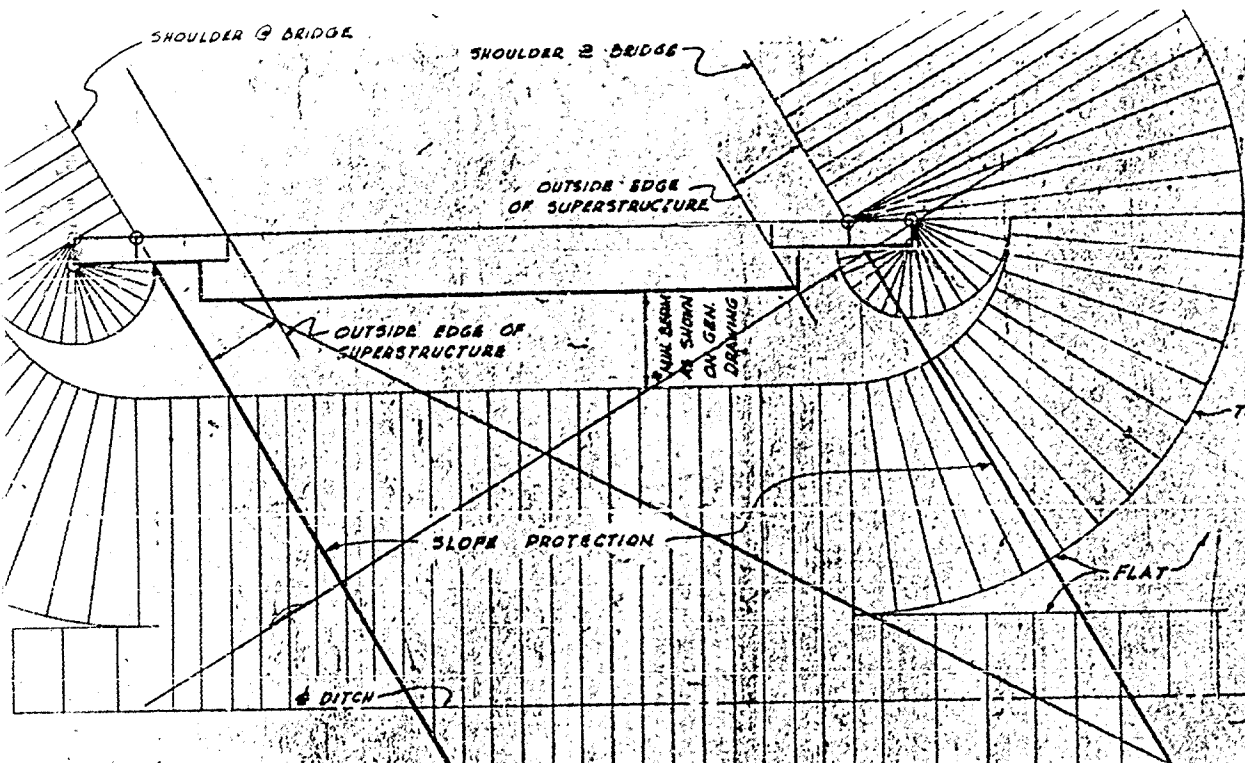 SHOULDER @ BRIDGE
SHOULDER @ BRIDGE
OUTSIDE EDGE
OF SUPERSTRUCTURE
OUTSIDE EDGE OF
SUPERSTRUCTURE
AS SHOWN
ON GEN.
DRAWING
T
SLOPE PROTECTION
FLAT
℄ DITCH